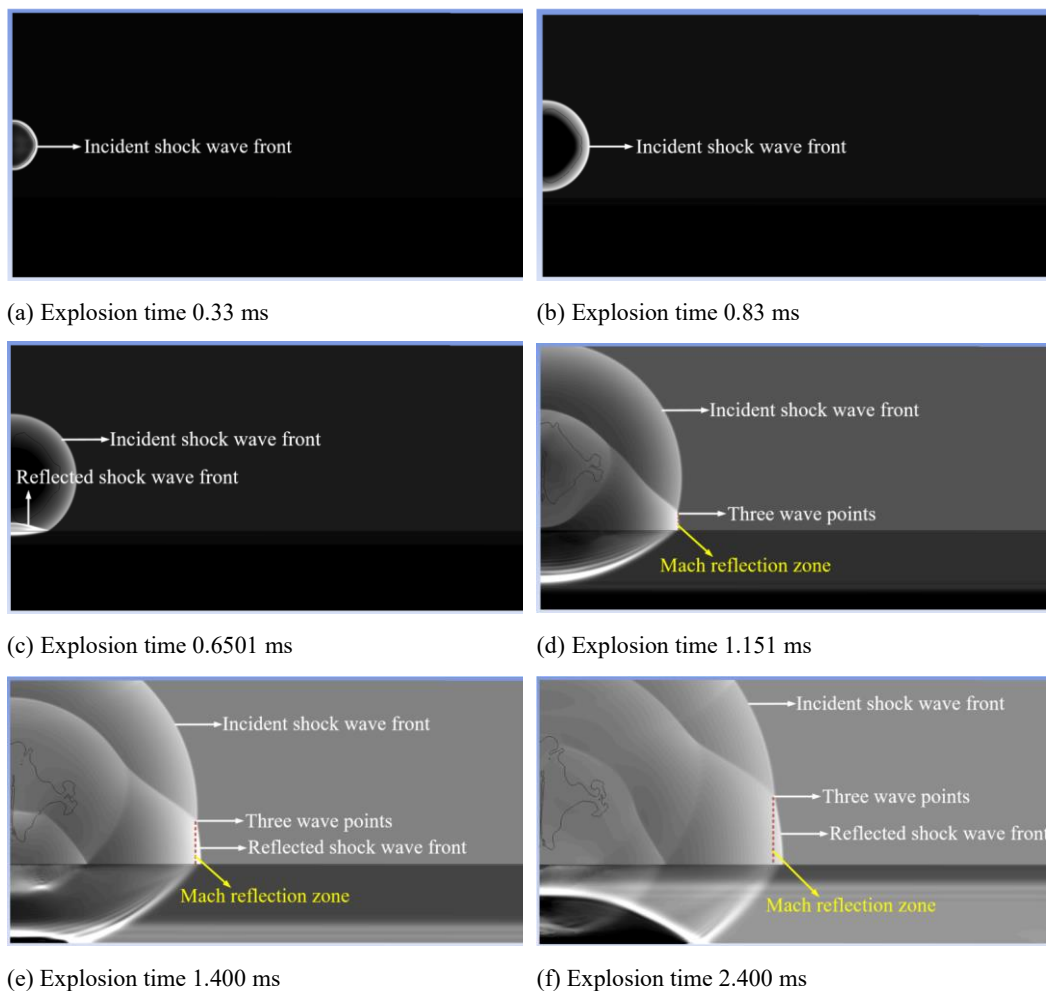 Incident shock wave front
Incident shock wave front
(a) Explosion time 0.33 ms
(b) Explosion time 0.83 ms
Incident shock wave front
Reflected shock wave front
Incident shock wave front
Three wave points
Mach reflection zone
(c) Explosion time 0.6501 ms
(d) Explosion time 1.151 ms
Incident shock wave front
Three wave points
Reflected shock wave front
Mach reflection zone
Incident shock wave front
Three wave points
Reflected shock wave front
Mach reflection zone
(e) Explosion time 1.400 ms
(f) Explosion time 2.400 ms